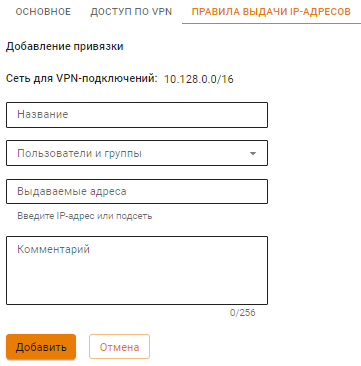 ОСНОВНОЕ ДОСТУП ПО VPN ПРАВИЛА ВЫДАЧИ IP-АДРЕСОВ
Добавление привязки
Сеть для VPN-подключений: 10.128.0.0/16
Название
Пользователи и группы
Выдаваемые адреса
Введите IP-адрес или подсеть
Комментарий
0/256
Добавить Отмена